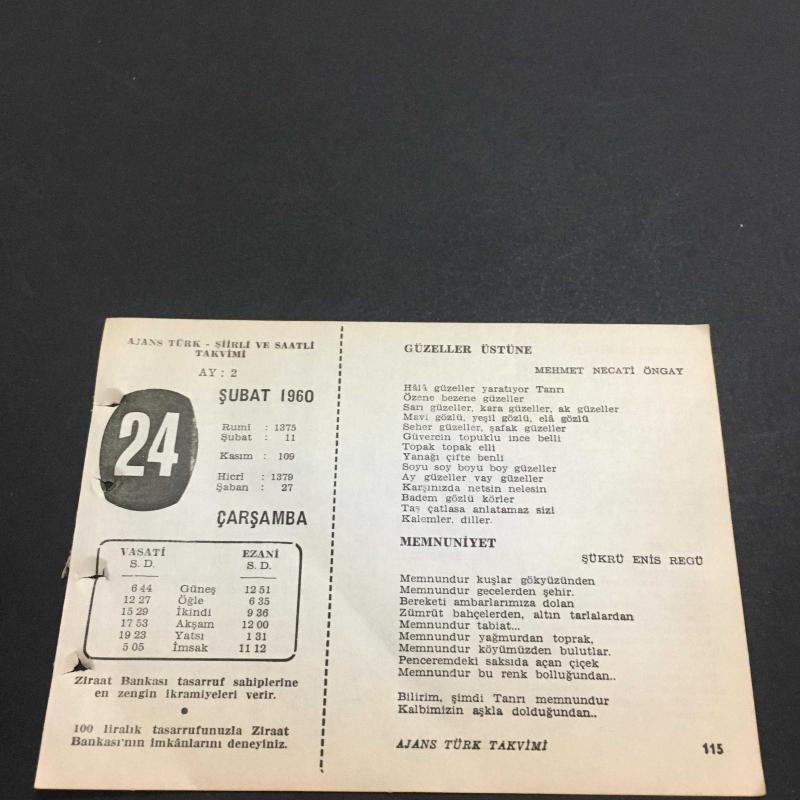 AJANS TÜRK - ŞİİRLİ VE SAATLİ
TAKVİMİ
AY : 2
24
ŞUBAT 1960
Rumî : 1375
Şubat : 11
Kasım : 109
Hicrî : 1379
Şaban : 27
ÇARŞAMBA
VASATİ EZANİ
S. D. S. D.
6 44 Güneş 12 51
12 27 Öğle 6 35
15 29 İkindi 9 36
17 53 Akşam 12 00
19 23 Yatsı 1 31
5 05 İmsak 11 12
Ziraat Bankası tasarruf sahiplerine
en zengin ikramiyeleri verir.
100 liralık tasarrufunuzla Ziraat
Bankası'nın imkânlarını deneyiniz.
GÜZELLER ÜSTÜNE
MEHMET NECATİ ÖNGAY
Hâlâ güzeller yaratıyor Tanrı
Özene bezene güzeller
Sarı güzeller, kara güzeller, ak güzeller
Mavi gözlü, yeşil gözlü, elâ gözlü
Seher güzeller, şafak güzeller
Güvercin topuklu ince belli
Topak topak elli
Yanağı çifte benli
Soyu soy boyu boy güzeller
Ay güzeller vay güzeller
Karşınızda netsin nelesin
Badem gözlü körler
Taş çatlasa anlatamaz sizi
Kalemler, diller.
MEMNUNİYET
ŞÜKRÜ ENİS REGÜ
Memnundur kuşlar gökyüzünden
Memnundur gecelerden şehir.
Bereketi ambarlarımıza dolan
Zümrüt bahçelerden, altın tarlalardan
Memnundur tabiat...
Memnundur yağmurdan toprak,
Memnundur köyümüzden bulutlar.
Penceremdeki saksıda açan çiçek
Memnundur bu renk bolluğundan..
Bilirim, şimdi Tanrı memnundur
Kalbimizin aşkla dolduğundan..
AJANS TÜRK TAKVİMİ 115